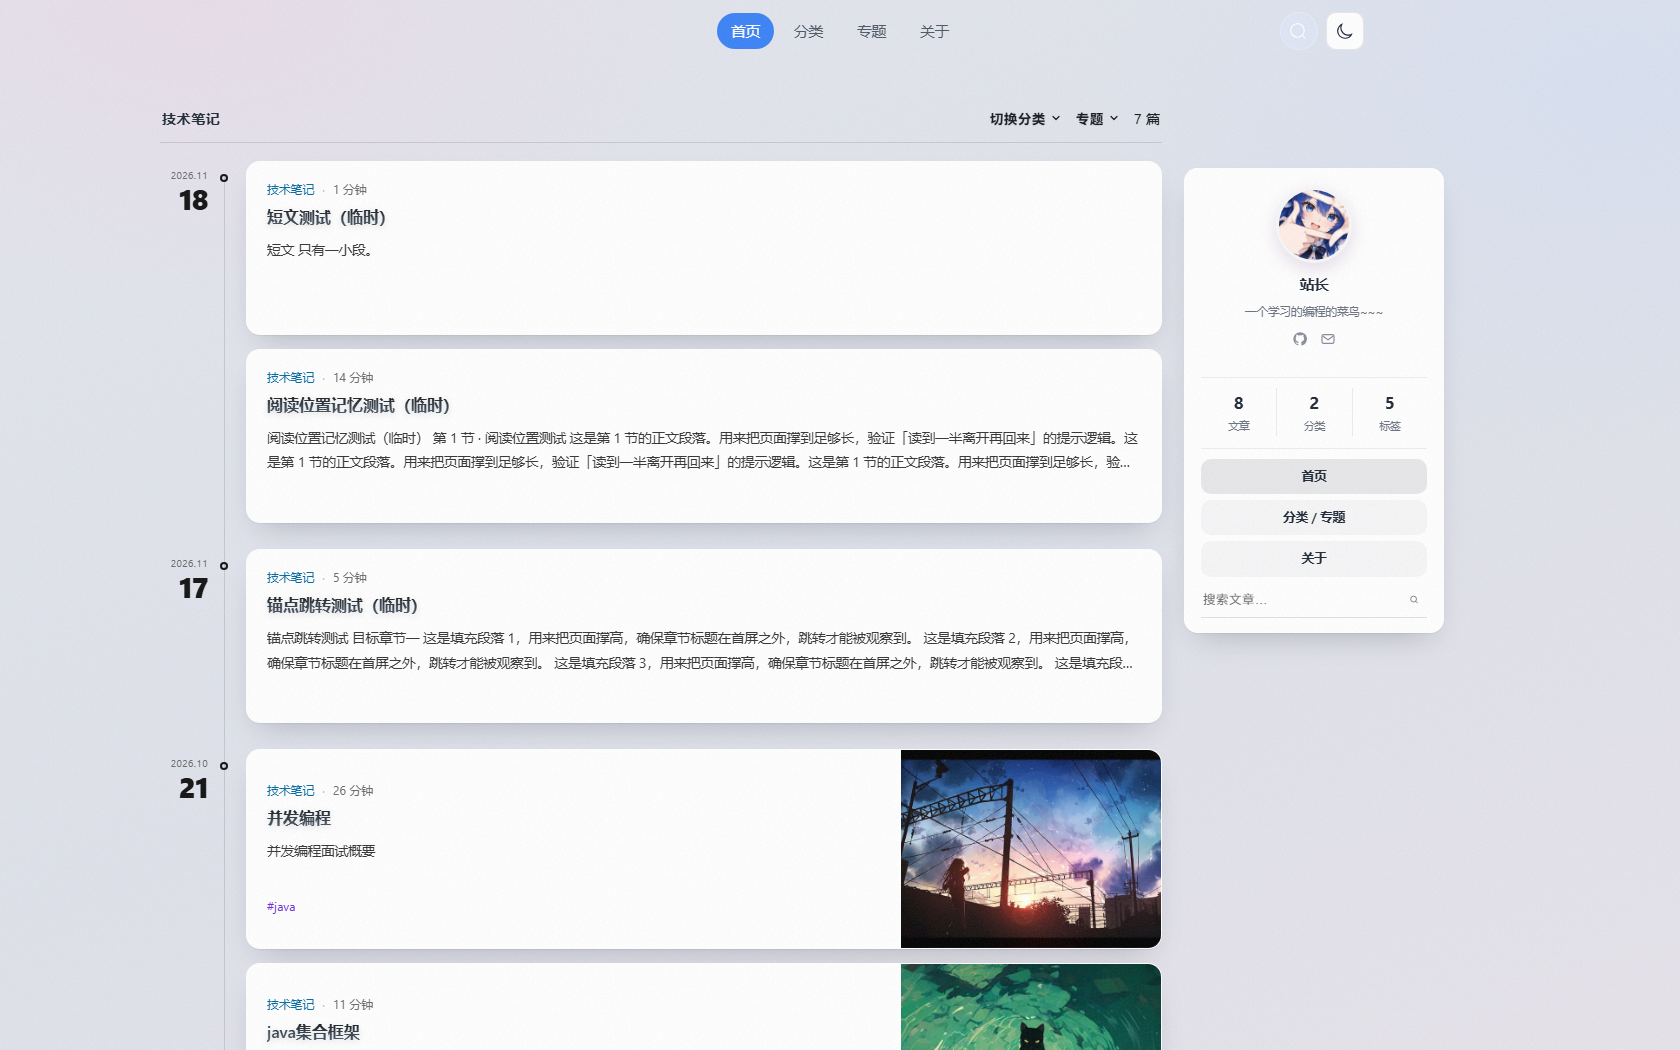 首页 分类 专题 关于
技术笔记 切换分类 专题 7 篇
2026.11
18
技术笔记 · 1 分钟
短文测试（临时）
短文 只有一小段。
技术笔记 · 14 分钟
阅读位置记忆测试（临时）
阅读位置记忆测试（临时） 第 1 节 · 阅读位置测试 这是第 1 节的正文段落。用来把页面撑到足够长，验证「读到一半离开再回来」的提示逻辑。这
是第 1 节的正文段落。用来把页面撑到足够长，验证「读到一半离开再回来」的提示逻辑。这是第 1 节的正文段落。用来把页面撑到足够长，验...
2026.11
17
技术笔记 · 5 分钟
锚点跳转测试（临时）
锚点跳转测试 目标章节一 这是填充段落 1，用来把页面撑高，确保章节标题在首屏之外，跳转才能被观察到。 这是填充段落 2，用来把页面撑高，
确保章节标题在首屏之外，跳转才能被观察到。 这是填充段落 3，用来把页面撑高，确保章节标题在首屏之外，跳转才能被观察到。 这是填充段...
2026.10
21
技术笔记 · 26 分钟
并发编程
并发编程面试概要
#java
技术笔记 · 11 分钟
java集合框架
站长
一个学习的编程的菜鸟~~~
8 2 5
文章 分类 标签
首页
分类 / 专题
关于
搜索文章...